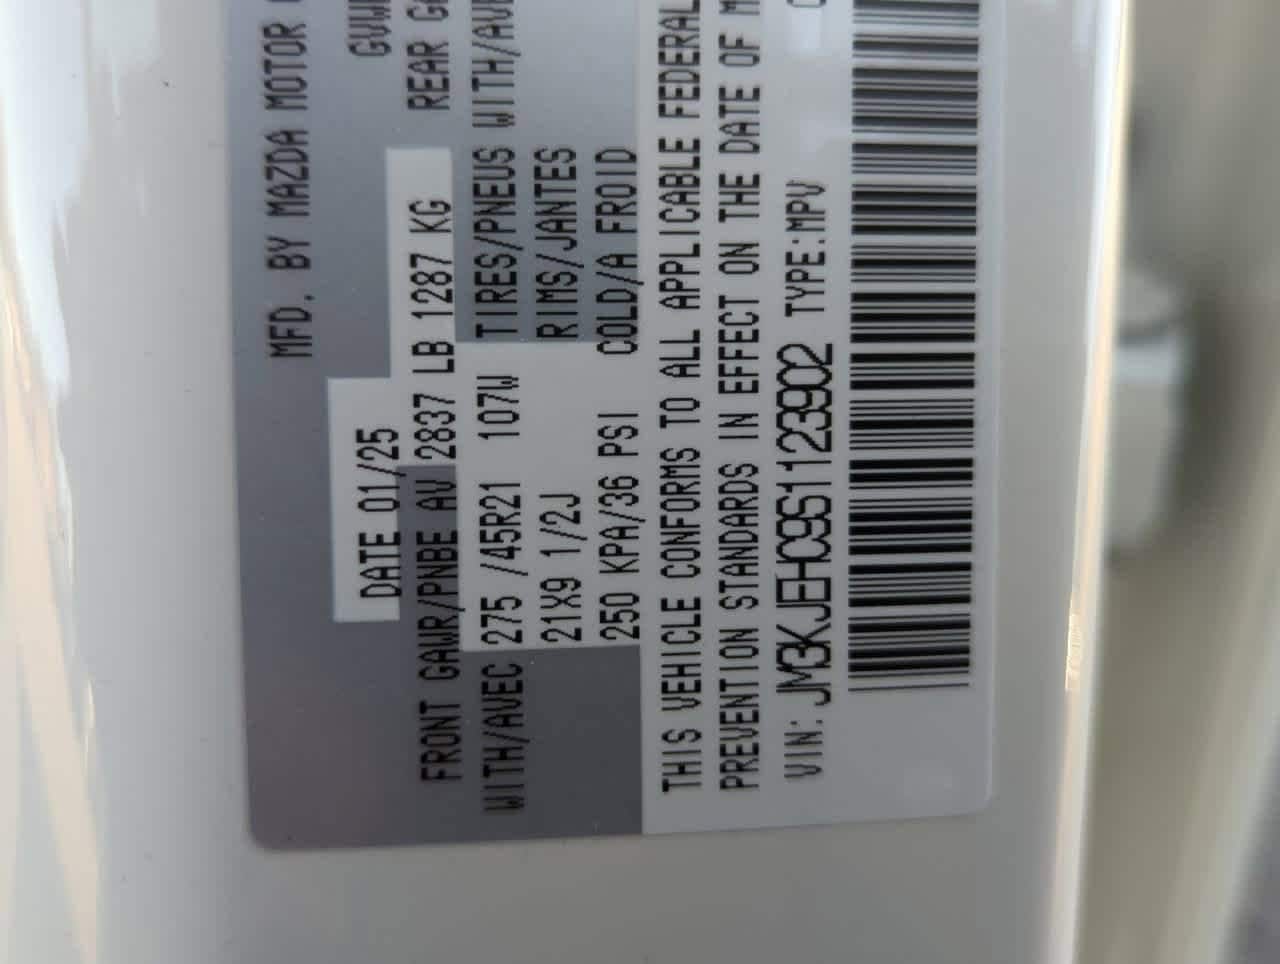 MFD. BY MAZDA MOTOR
DATE 01/25 GVW
FRONT GAWR/PNBE AV 2837 LB 1287 KG REAR
WITH/AVEC 275 /45R21 107W TIRES/PNEUS WITH/AVE
21X9 1/2J RIMS/JANTES
250 KPA/36 PSI COLD/A FROID
THIS VEHICLE CONFORMS TO ALL APPLICABLE FEDERAL
PREVENTION STANDARDS IN EFFECT ON THE DATE OF M
VIN: JM3KJEHC9S1123902 TYPE:MPV